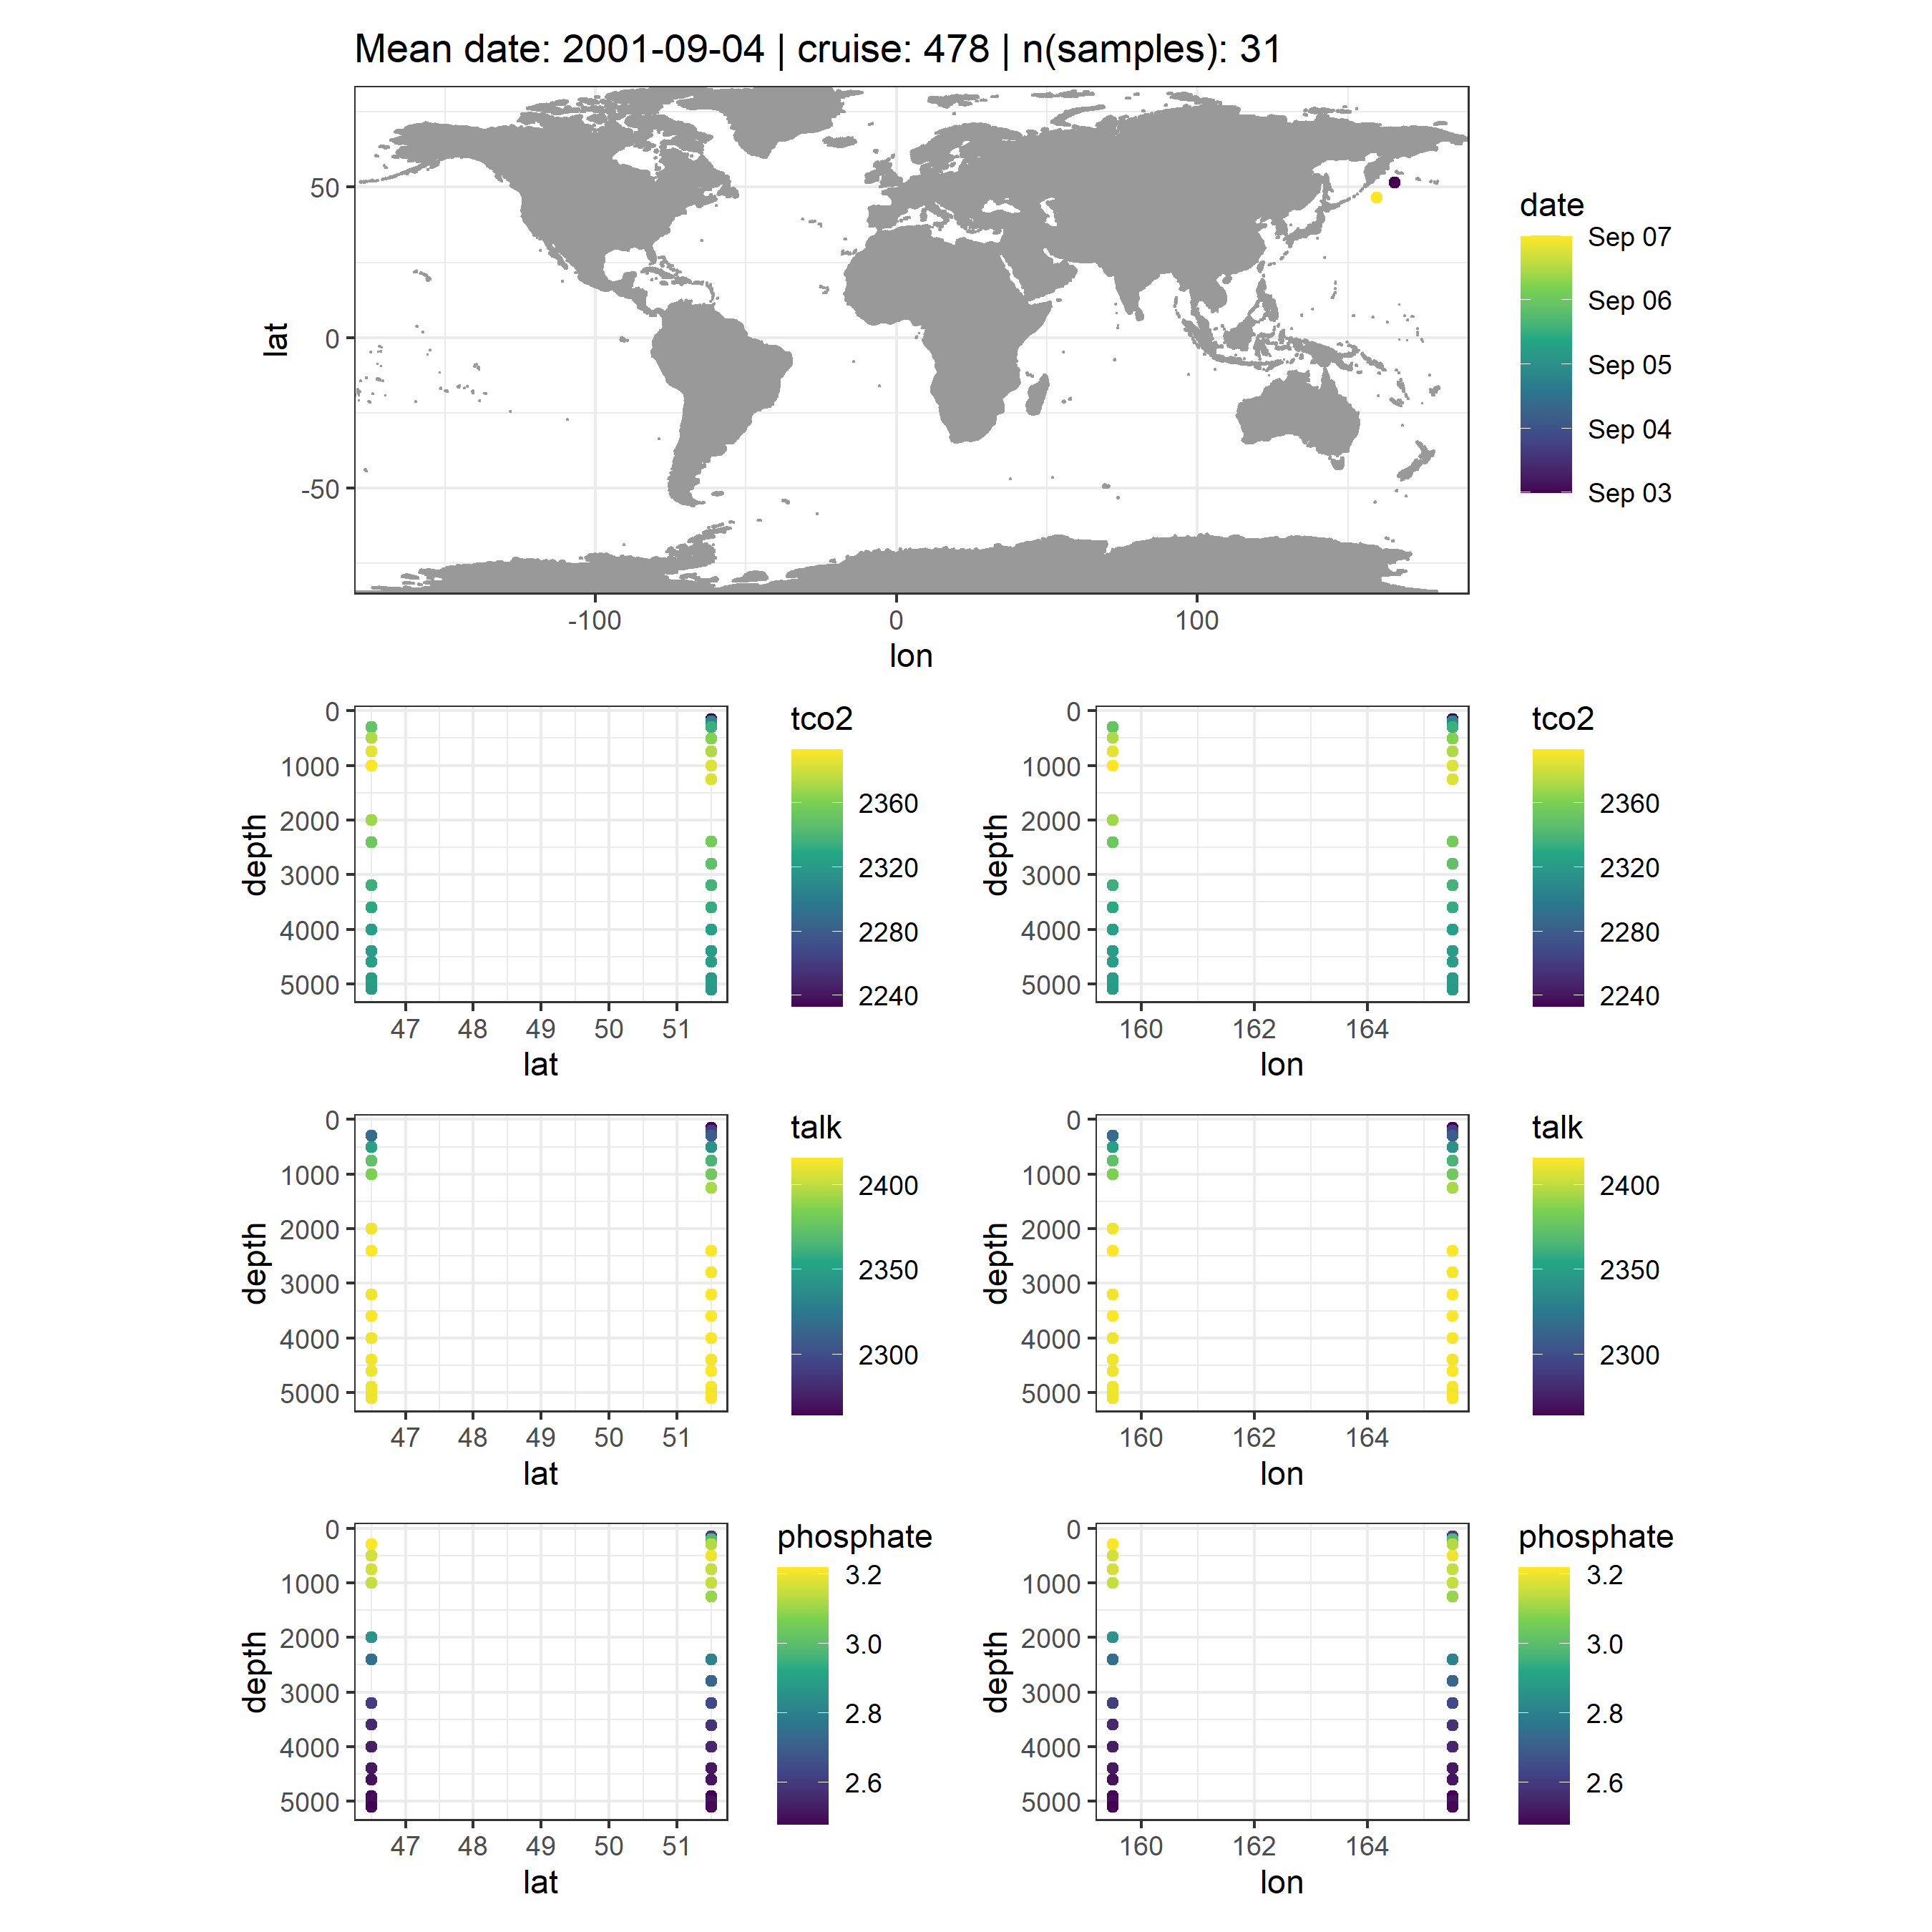 Mean date: 2001-09-04 | cruise: 478 | n(samples): 31
50
0
-50
lat
-100
0
100
lon
date
Sep 07
Sep 06
Sep 05
Sep 04
Sep 03
0
1000
2000
3000
4000
5000
depth
47 48 49 50 51
lat
tco2
2360
2320
2280
2240
0
1000
2000
3000
4000
5000
depth
160 162 164
lon
tco2
2360
2320
2280
2240
0
1000
2000
3000
4000
5000
depth
47 48 49 50 51
lat
talk
2400
2350
2300
0
1000
2000
3000
4000
5000
depth
160 162 164
lon
talk
2400
2350
2300
0
1000
2000
3000
4000
5000
depth
47 48 49 50 51
lat
phosphate
3.2
3.0
2.8
2.6
0
1000
2000
3000
4000
5000
depth
160 162 164
lon
phosphate
3.2
3.0
2.8
2.6